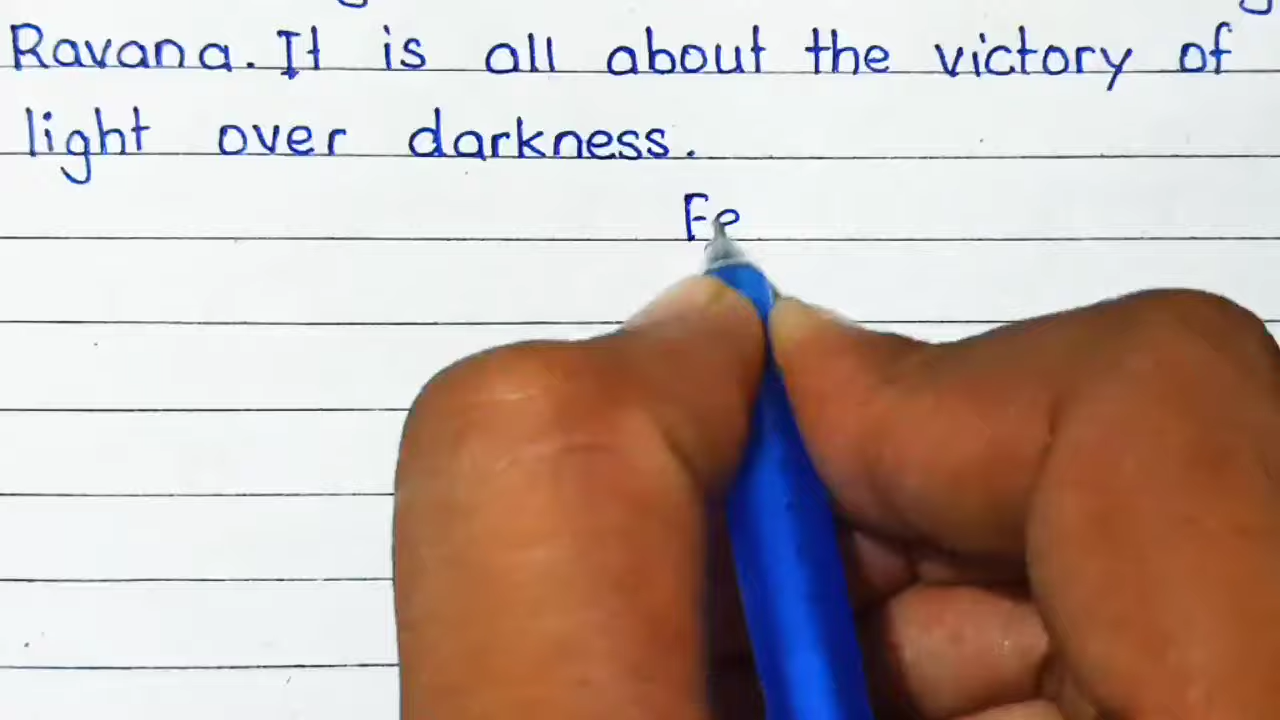 Ravana. It is all about the victory of
light over darkness.
Fe